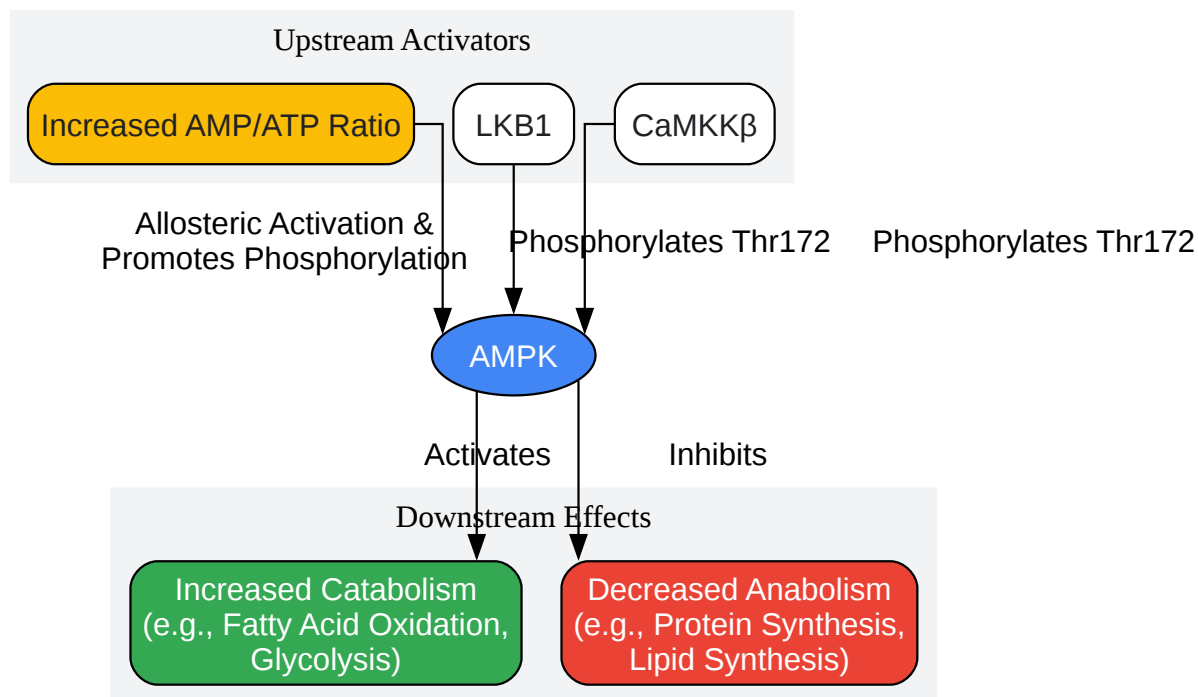 Upstream Activators
Increased AMP/ATP Ratio
LKB1
CaMKKβ
Allosteric Activation &
Promotes Phosphorylation
Phosphorylates Thr172
Phosphorylates Thr172
AMPK
Activates
Inhibits
Downstream Effects
Increased Catabolism
(e.g., Fatty Acid Oxidation,
Glycolysis)
Decreased Anabolism
(e.g., Protein Synthesis,
Lipid Synthesis)